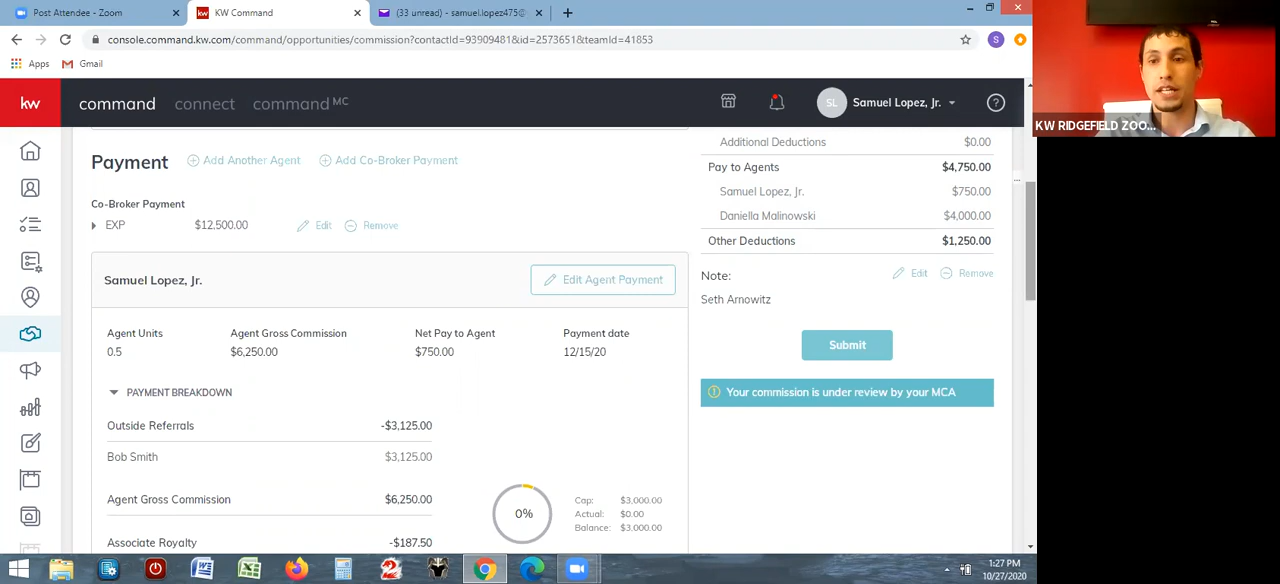 Post Attendee - Zoom
KW Command
(33 unread) - samuel.lopez475@
console.command.kw.com/command/opportunities/commission?contactId=93909481&id=2573651&teamId=41853
S
Apps
Gmail
kw
command
connect
command MC
SL
Samuel Lopez, Jr.
KW RIDGEFIELD ZOO...
Payment
Add Another Agent
Add Co-Broker Payment
Co-Broker Payment
EXP
$12,500.00
Edit
Remove
Samuel Lopez, Jr.
Edit Agent Payment
Agent Units
Agent Gross Commission
Net Pay to Agent
Payment date
0.5
$6,250.00
$750.00
12/15/20
PAYMENT BREAKDOWN
Outside Referrals
-$3,125.00
Bob Smith
$3,125.00
Agent Gross Commission
$6,250.00
Associate Royalty
-$187.50
0%
Cap: $3,000.00
Actual: $0.00
Balance: $3,000.00
Additional Deductions
$0.00
Pay to Agents
$4,750.00
Samuel Lopez, Jr.
$750.00
Daniella Malinowski
$4,000.00
Other Deductions
$1,250.00
Note:
Edit
Remove
Seth Arnowitz
Submit
Your commission is under review by your MCA
1:27 PM
10/27/2020